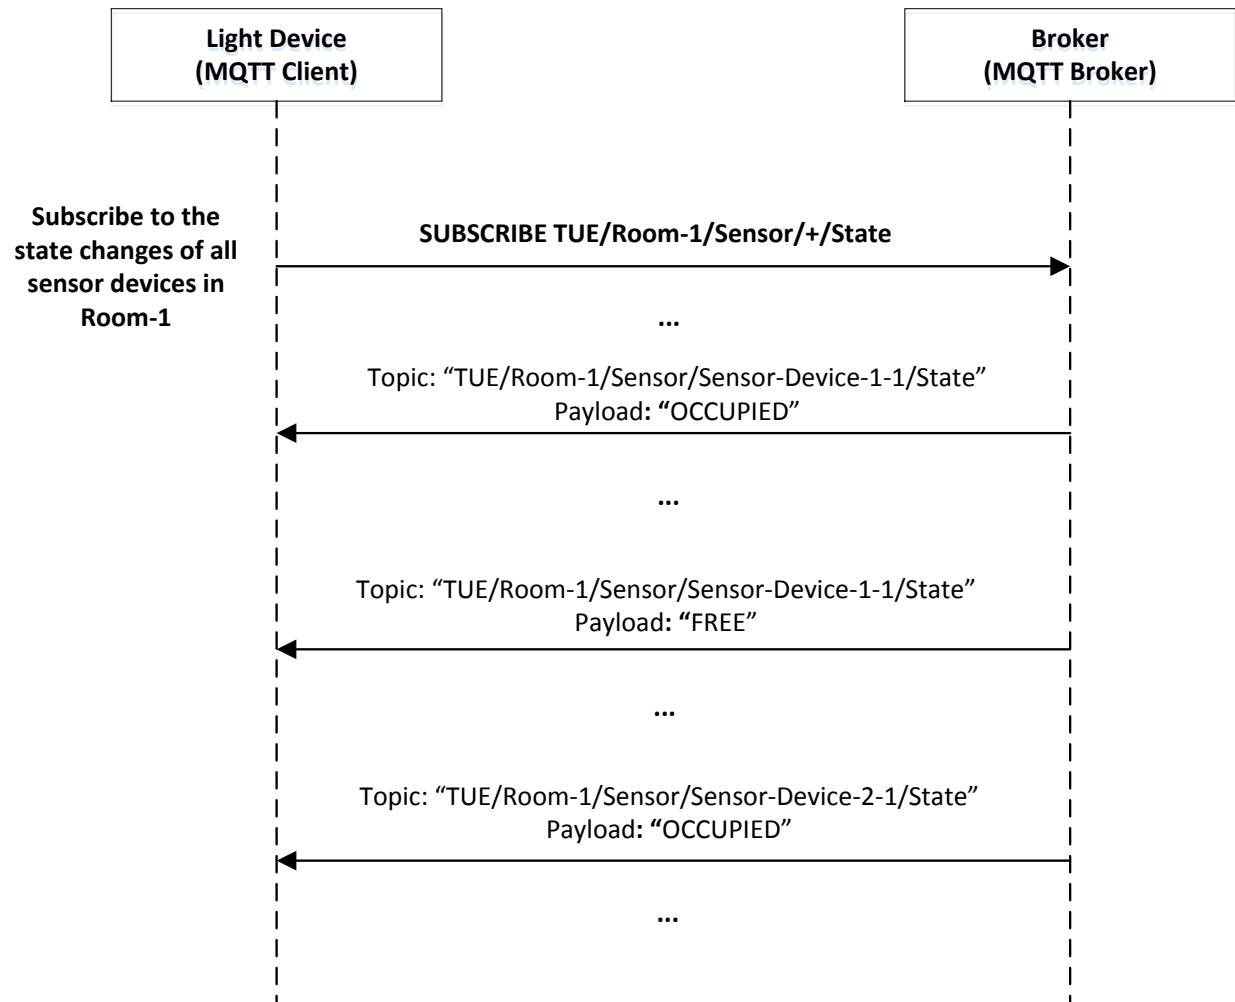 Light Device
(MQTT Client)
Broker
(MQTT Broker)
Subscribe to the
state changes of all
sensor devices in
Room-1
SUBSCRIBE TUE/Room-1/Sensor/+/State
...
Topic: “TUE/Room-1/Sensor/Sensor-Device-1-1/State”
Payload: “OCCUPIED”
...
Topic: “TUE/Room-1/Sensor/Sensor-Device-1-1/State”
Payload: “FREE”
...
Topic: “TUE/Room-1/Sensor/Sensor-Device-2-1/State”
Payload: “OCCUPIED”
...